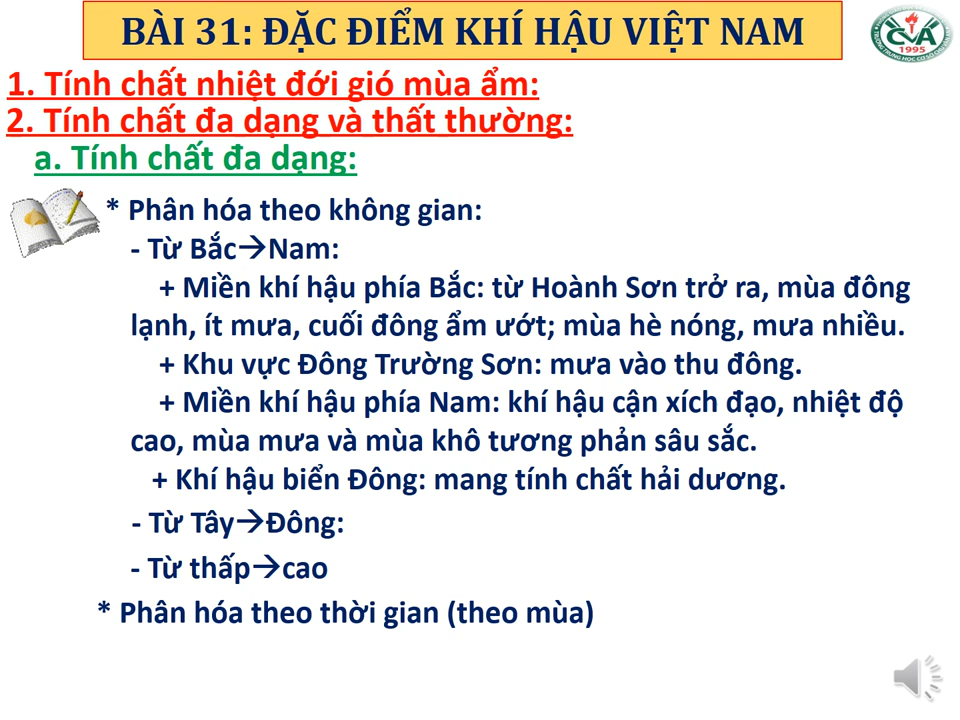 BÀI 31: ĐẶC ĐIỂM KHÍ HẬU VIỆT NAM
CVA
1995
1. Tính chất nhiệt đới gió mùa ẩm:
2. Tính chất đa dạng và thất thường:
a. Tính chất đa dạng:
* Phân hóa theo không gian:
- Từ Bắc→Nam:
+ Miền khí hậu phía Bắc: từ Hoành Sơn trở ra, mùa đông
lạnh, ít mưa, cuối đông ẩm ướt; mùa hè nóng, mưa nhiều.
+ Khu vực Đông Trường Sơn: mưa vào thu đông.
+ Miền khí hậu phía Nam: khí hậu cận xích đạo, nhiệt độ
cao, mùa mưa và mùa khô tương phản sâu sắc.
+ Khí hậu biển Đông: mang tính chất hải dương.
- Từ Tây→Đông:
- Từ thấp→cao
* Phân hóa theo thời gian (theo mùa)